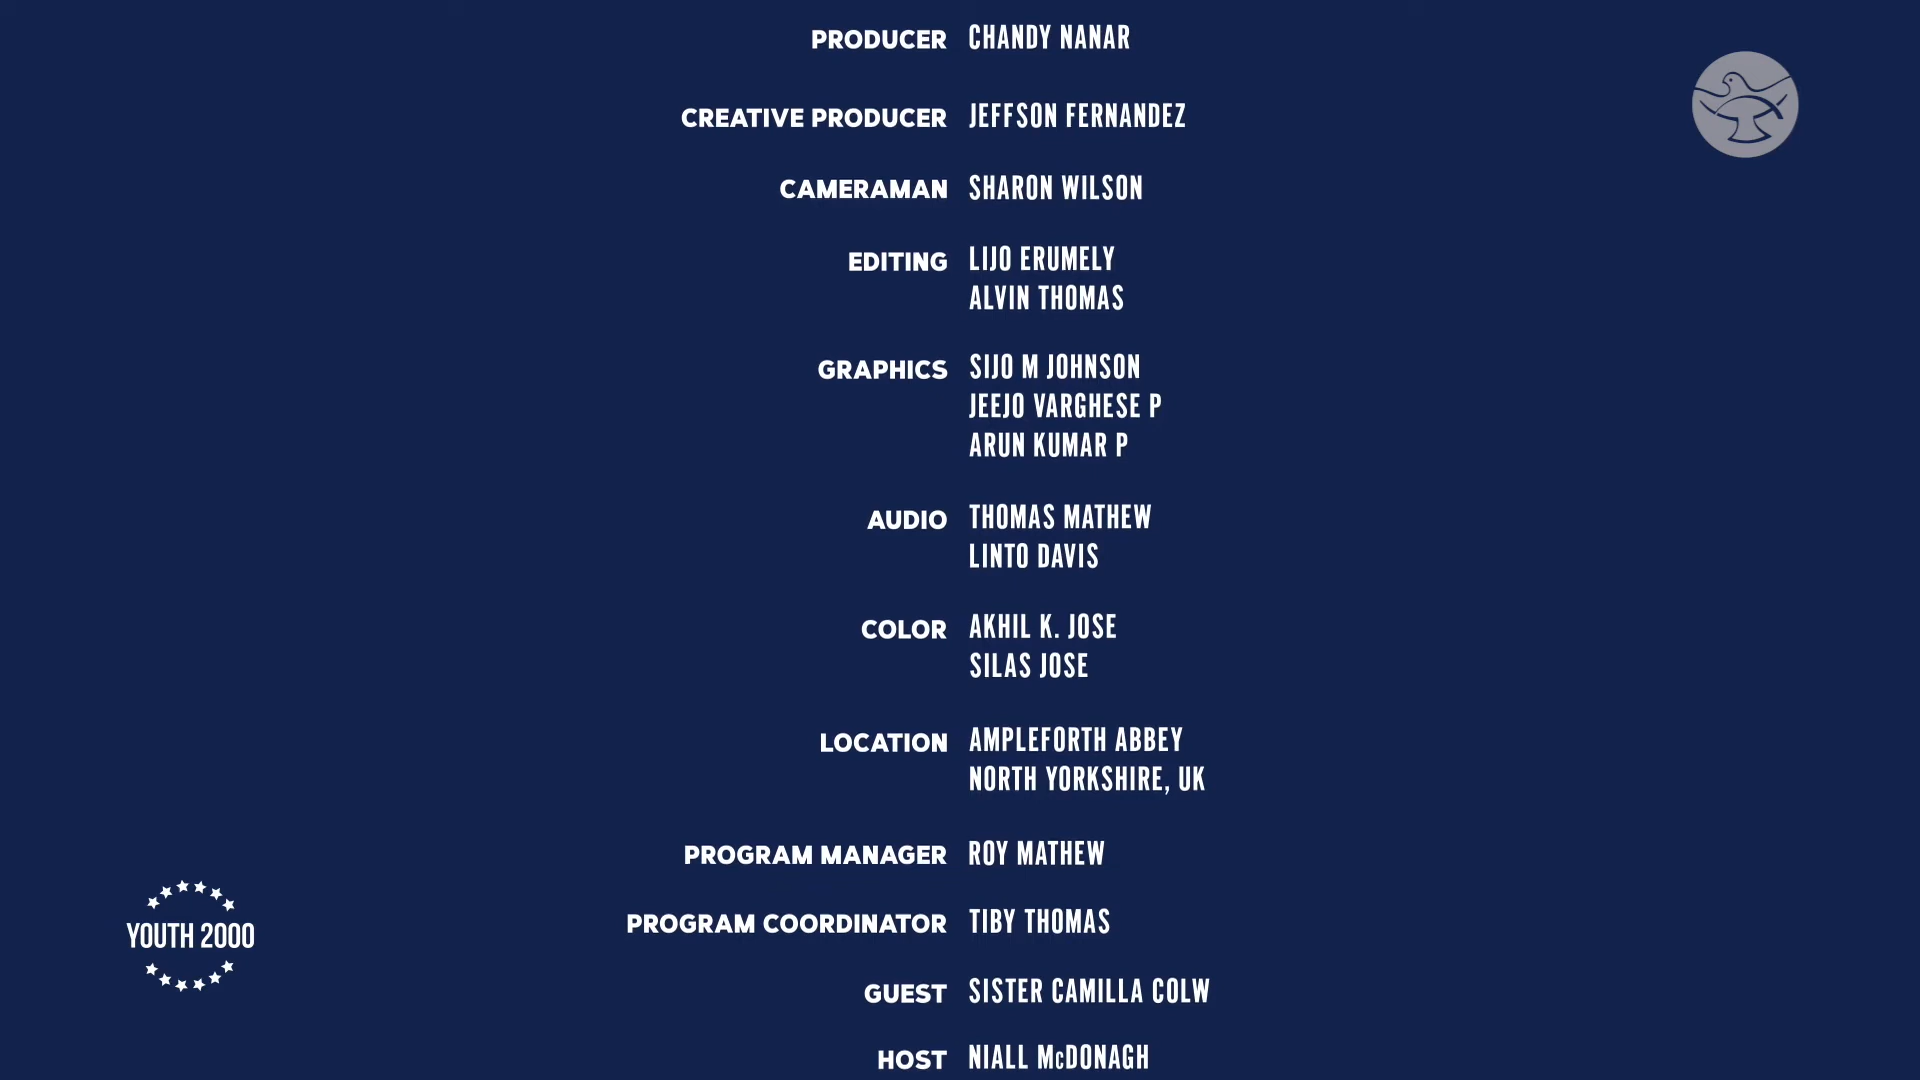 PRODUCER CHANDY NANAR
CREATIVE PRODUCER JEFFSON FERNANDEZ
CAMERAMAN SHARON WILSON
EDITING LIJO ERUMELY
ALVIN THOMAS
GRAPHICS SIJO M JOHNSON
JEEJO VARGHESE P
ARUN KUMAR P
AUDIO THOMAS MATHEW
LINTO DAVIS
COLOR AKHIL K. JOSE
SILAS JOSE
LOCATION AMPLEFORTH ABBEY
NORTH YORKSHIRE, UK
PROGRAM MANAGER ROY MATHEW
PROGRAM COORDINATOR TIBY THOMAS
YOUTH 2000
GUEST SISTER CAMILLA COLW
HOST NIALL McDONAGH